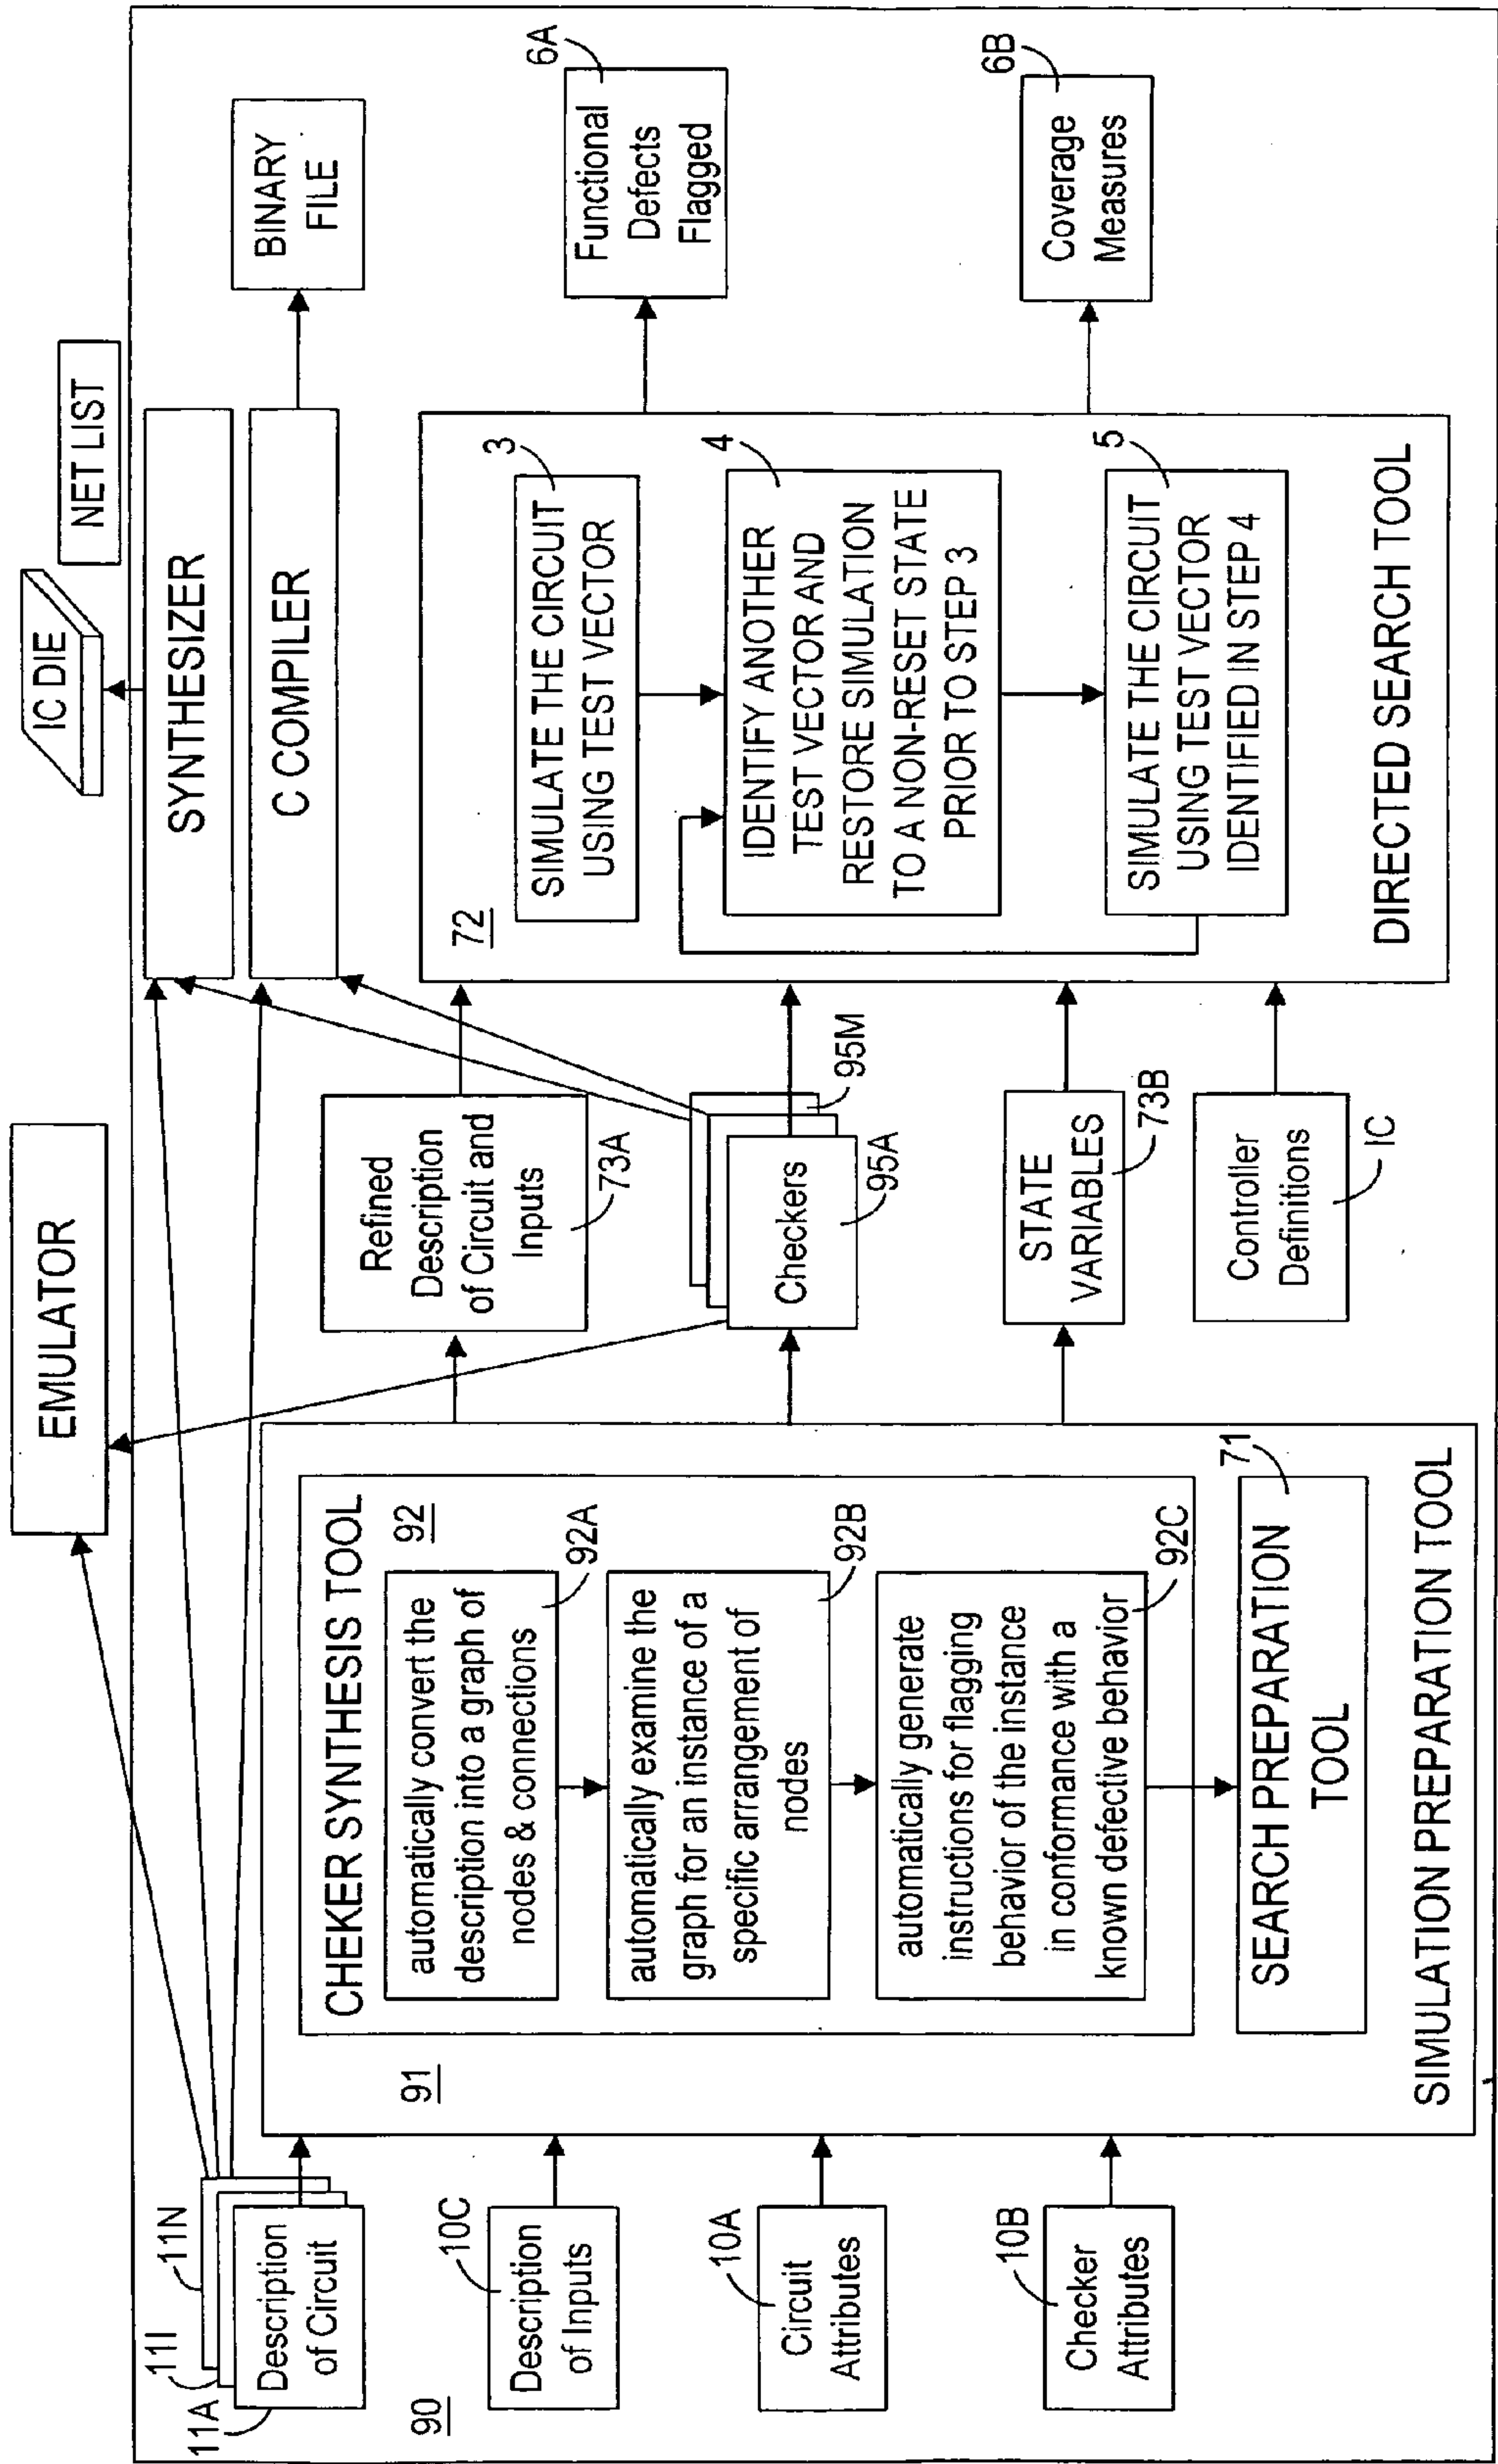 EMULATOR
IC DIE
NET LIST
11A
11I
11N
Description
of Circuit
90
10C
Description
of Inputs
10A
Circuit
Attributes
10B
Checker
Attributes
91
CHEKER SYNTHESIS TOOL
92
automatically convert the
description into a graph of
nodes & connections
92A
automatically examine the
graph for an instance of a
specific arrangement of
nodes
92B
automatically generate
instructions for flagging
behavior of the instance
in conformance with a
known defective behavior
92C
SEARCH PREPARATION
TOOL
71
SIMULATION PREPARATION TOOL
Refined
Description
of Circuit and
Inputs
73A
Checkers
95M
95A
STATE
VARIABLES
73B
Controller
Definitions
IC
SYNTHESIZER
C COMPILER
BINARY
FILE
72
SIMULATE THE CIRCUIT
USING TEST VECTOR
3
IDENTIFY ANOTHER
TEST VECTOR AND
RESTORE SIMULATION
TO A NON-RESET STATE
PRIOR TO STEP 3
4
SIMULATE THE CIRCUIT
USING TEST VECTOR
IDENTIFIED IN STEP 4
5
DIRECTED SEARCH TOOL
Functional
Defects
Flagged
6A
Coverage
Measures
6B